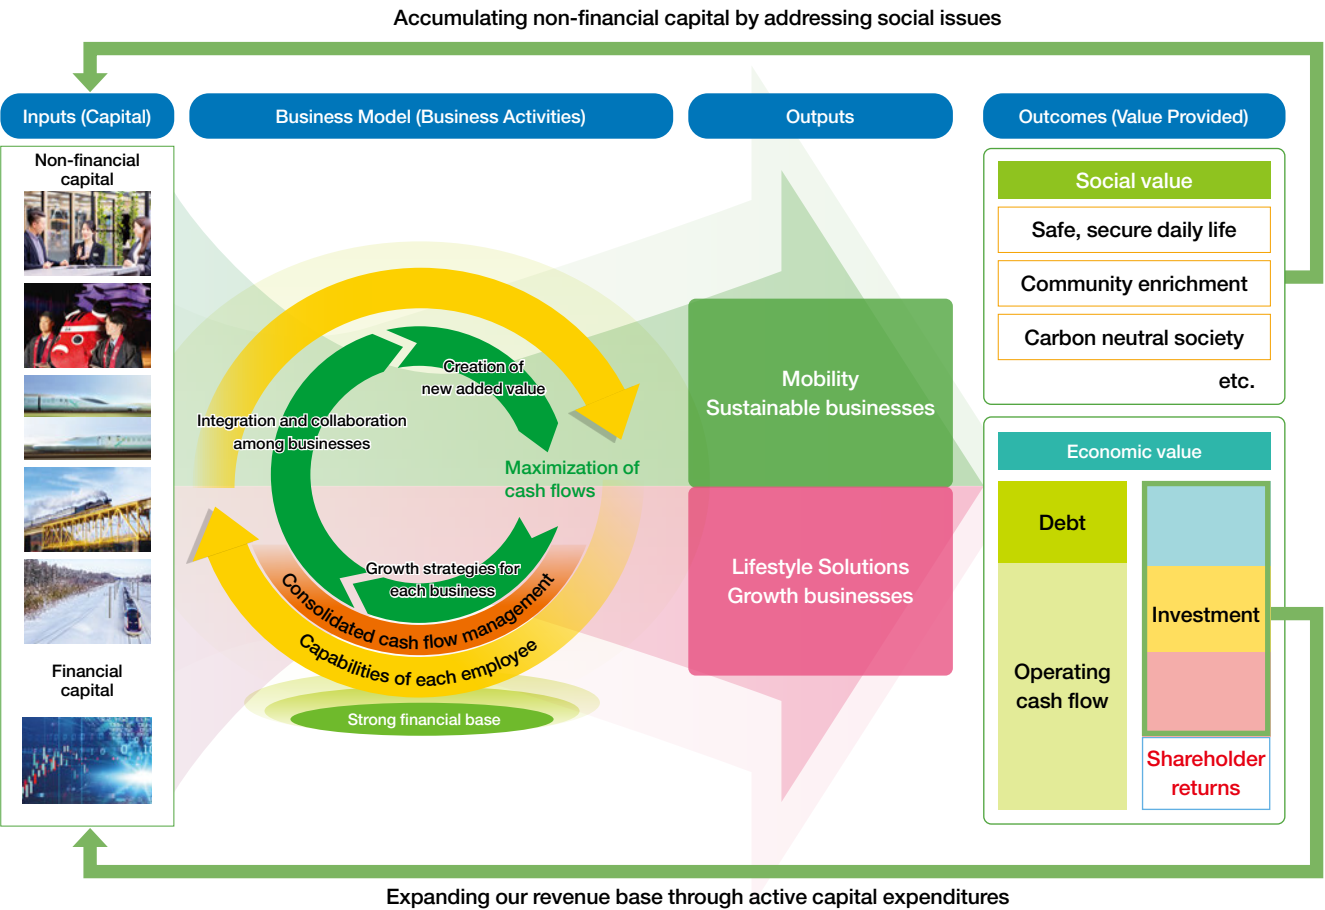 Accumulating non-financial capital by addressing social issues
Inputs (Capital)
Business Model (Business Activities)
Outputs
Outcomes (Value Provided)
Non-financial
capital
Financial
capital
Creation of
new added value
Integration and collaboration
among businesses
Maximization of
cash flows
Growth strategies for
each business
Consolidated cash flow management
Capabilities of each employee
Strong financial base
Mobility
Sustainable businesses
Lifestyle Solutions
Growth businesses
Social value
Safe, secure daily life
Community enrichment
Carbon neutral society
etc.
Economic value
Debt
Operating
cash flow
Investment
Shareholder
returns
Expanding our revenue base through active capital expenditures